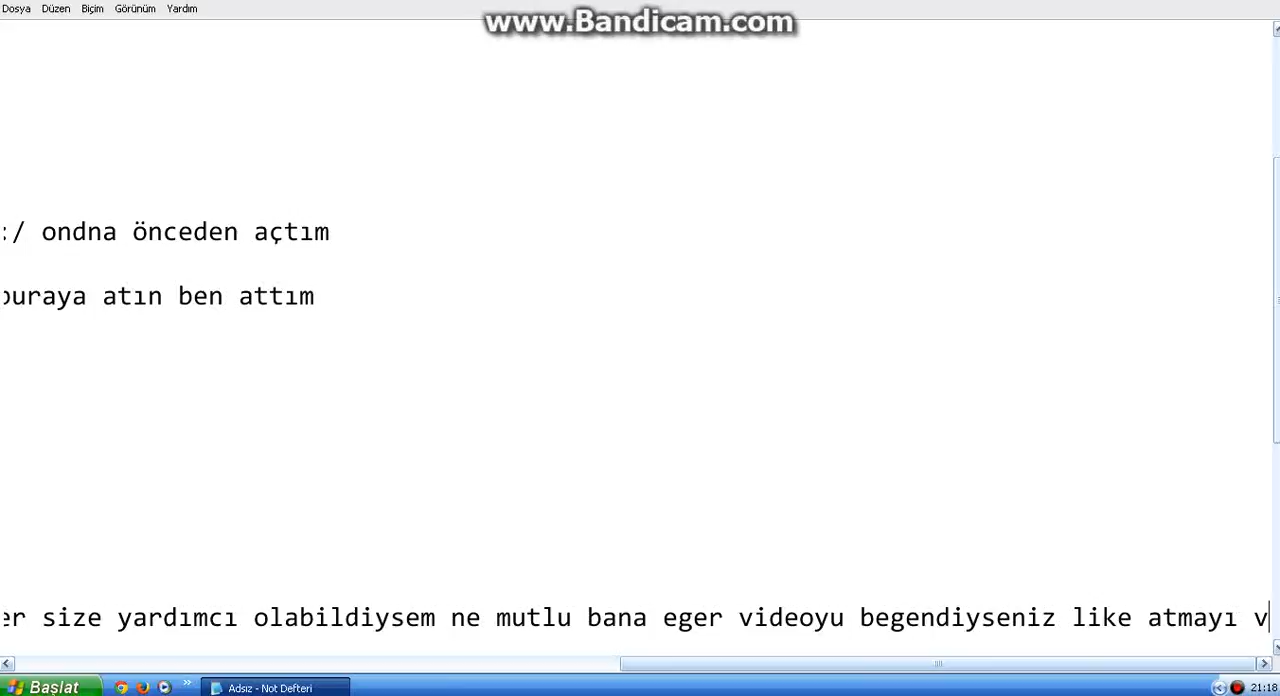 Dosya Düzen Biçim Görünüm Yardım
www.Bandicam.com
:/ ondna önceden açtım
buraya atın ben attım
er size yardımcı olabildiysem ne mutlu bana eger videoyu begendiyseniz like atmayı v
Başlat
Adsız - Not Defteri
21:18